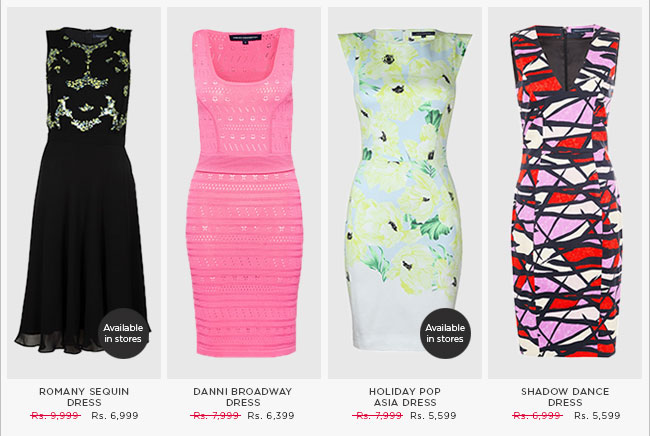 Available
in stores
Available
in stores
ROMANY SEQUIN
DRESS
Rs. 9,999 Rs. 6,999
DANNI BROADWAY
DRESS
Rs. 7,999 Rs. 6,399
HOLIDAY POP
ASIA DRESS
Rs. 7,999 Rs. 5,599
SHADOW DANCE
DRESS
Rs. 6,999 Rs. 5,599